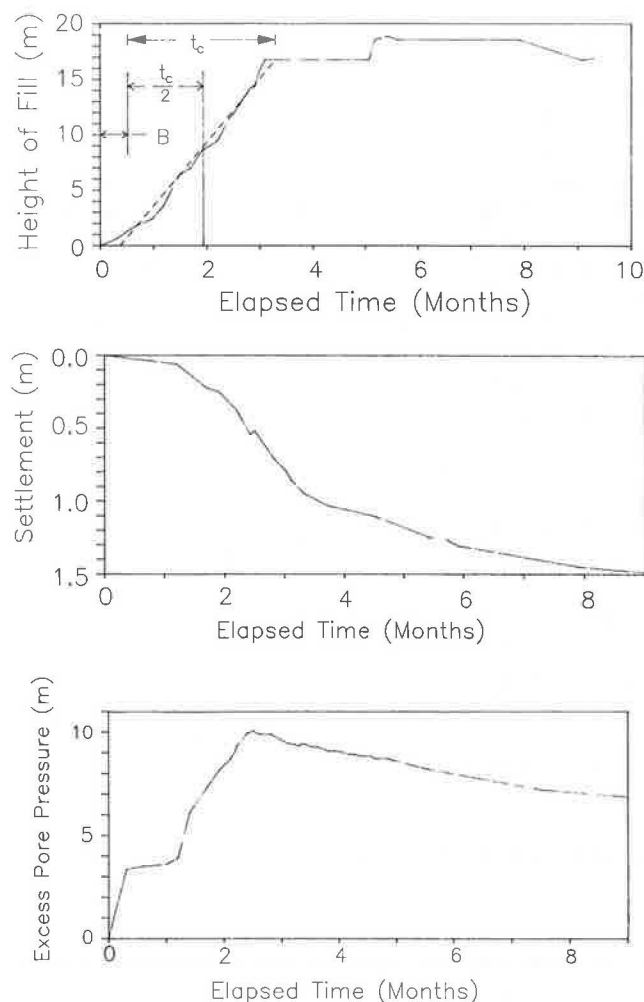 Height of Fill (m)
20
15
10
5
0
t_c
t_c
2
B
0 2 4 6 8 10
Elapsed Time (Months)
Settlement (m)
0.0
0.5
1.0
1.5
0 2 4 6 8
Elapsed Time (Months)
Excess Pore Pressure (m)
10
5
0
0 2 4 6 8
Elapsed Time (Months)